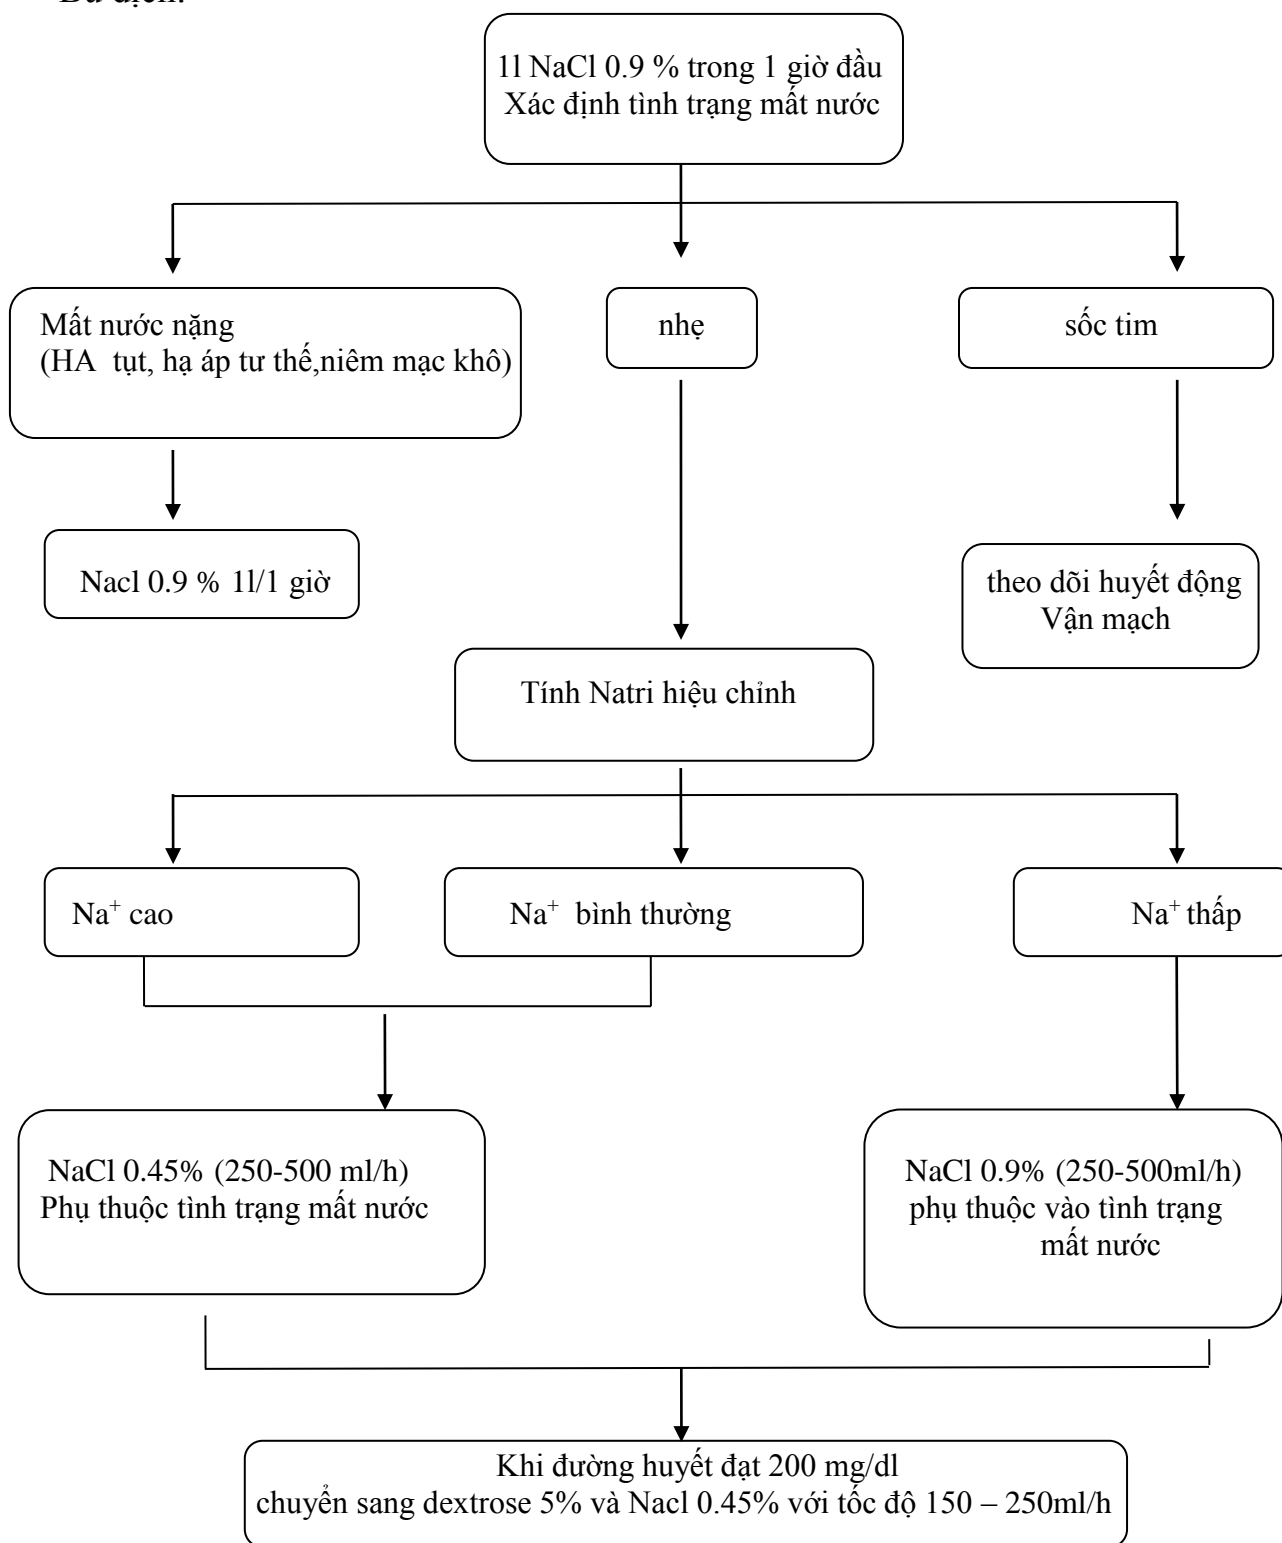 1l NaCl 0.9 % trong 1 giờ đầu
Xác định tình trạng mất nước
Mất nước nặng
(HA tụt, hạ áp tư thế,niêm mạc khô)
nhẹ
sốc tim
Nacl 0.9 % 1l/1 giờ
theo dõi huyết động
Vận mạch
Tính Natri hiệu chỉnh
Na⁺ cao
Na⁺ bình thường
Na⁺ thấp
NaCl 0.45% (250-500 ml/h)
Phụ thuộc tình trạng mất nước
NaCl 0.9% (250-500ml/h)
phụ thuộc vào tình trạng
mất nước
Khi đường huyết đạt 200 mg/dl
chuyển sang dextrose 5% và Nacl 0.45% với tốc độ 150 – 250ml/h